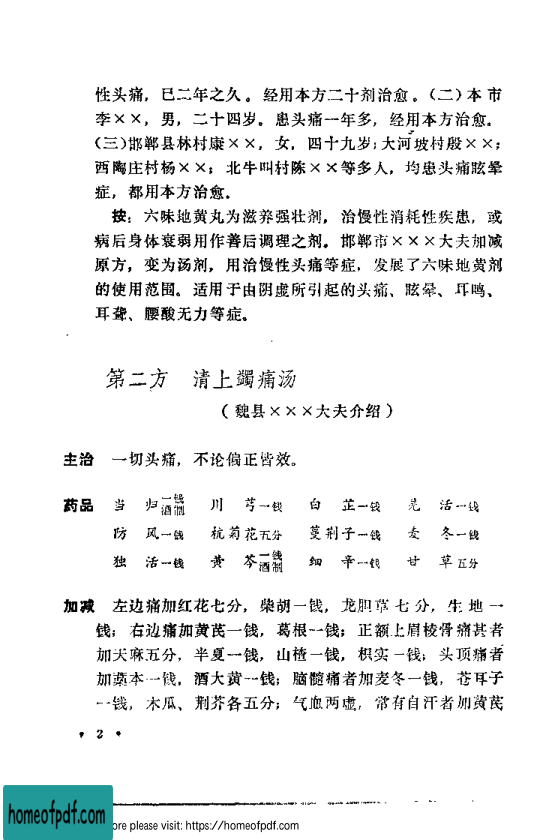 性头痛，已二年之久。经用本方二十剂治愈。（二）本市
李××，男，二十四岁。患头痛一年多，经用本方治愈。
（三）邯郸县林村康××，女，四十九岁；大河坡村殷××；
西陶庄村杨××；北牛叫村陈××等多人，均患头痛眩晕
症，都用本方治愈。
按：六味地黄丸为滋养强壮剂，治慢性消耗性疾患，或
病后身体衰弱用作善后调理之剂。邯郸市×××大夫加减
原方，变为汤剂，用治慢性头痛等症，发展了六味地黄剂
的使用范围。适用于由阴虚所引起的头痛、眩晕、耳鸣、
耳聋、腰酸无力等症。
第二方 清上蠲痛汤
（魏县×××大夫介绍）
主治 一切头痛，不论偏正皆效。
药品 当归一钱酒制 川芎一钱 白芷一钱 羌活一钱
防风一钱 杭菊花五分 蔓荆子一钱 麦冬一钱
独活一钱 黄芩一钱酒制 细辛一钱 甘草五分
加减 左边痛加红花七分，柴胡一钱，龙胆草七分，生地一
钱；右边痛加黄芪一钱，葛根一钱；正额上眉棱骨痛甚者
加天麻五分，半夏一钱，山楂一钱，枳实一钱；头顶痛者
加藁本一钱，酒大黄一钱；脑髓痛者加麦冬一钱，苍耳子
一钱，木瓜、荆芥各五分；气血两虚，常有自汗者加黄芪
• 2 •
homeofpdf.com
ore please visit: https://homeofpdf.com